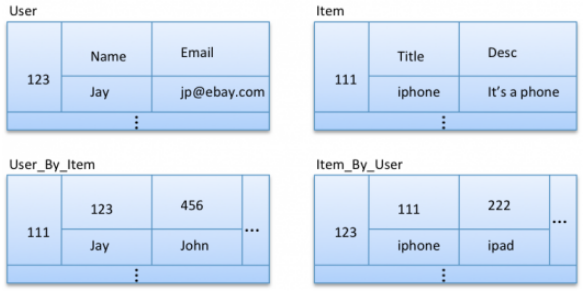 User
123
Name Email
Jay jp@ebay.com
Item
111
Title Desc
iphone It's a phone
User_By_Item
111
123 456
Jay John
...
Item_By_User
123
111 222
iphone ipad
...